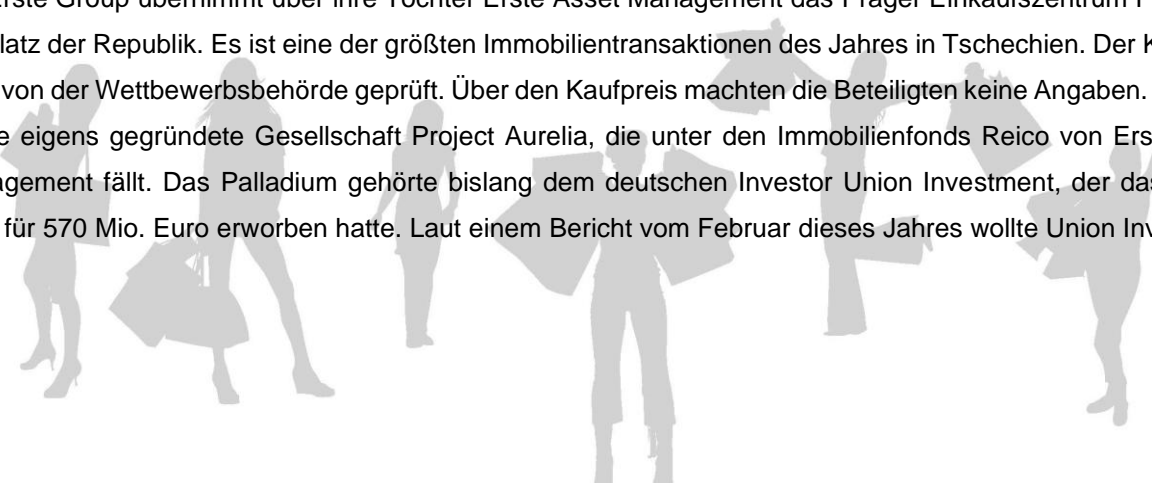 Erste Group übernimmt über ihre Tochter Erste Asset Management das Prager Einkaufszentrum
latz der Republik. Es ist eine der größten Immobilientransaktionen des Jahres in Tschechien. Der K
von der Wettbewerbsbehörde geprüft. Über den Kaufpreis machten die Beteiligten keine Angaben.
e eigens gegründete Gesellschaft Project Aurelia, die unter den Immobilienfonds Reico von Ers
agement fällt. Das Palladium gehörte bislang dem deutschen Investor Union Investment, der das
für 570 Mio. Euro erworben hatte. Laut einem Bericht vom Februar dieses Jahres wollte Union Inv